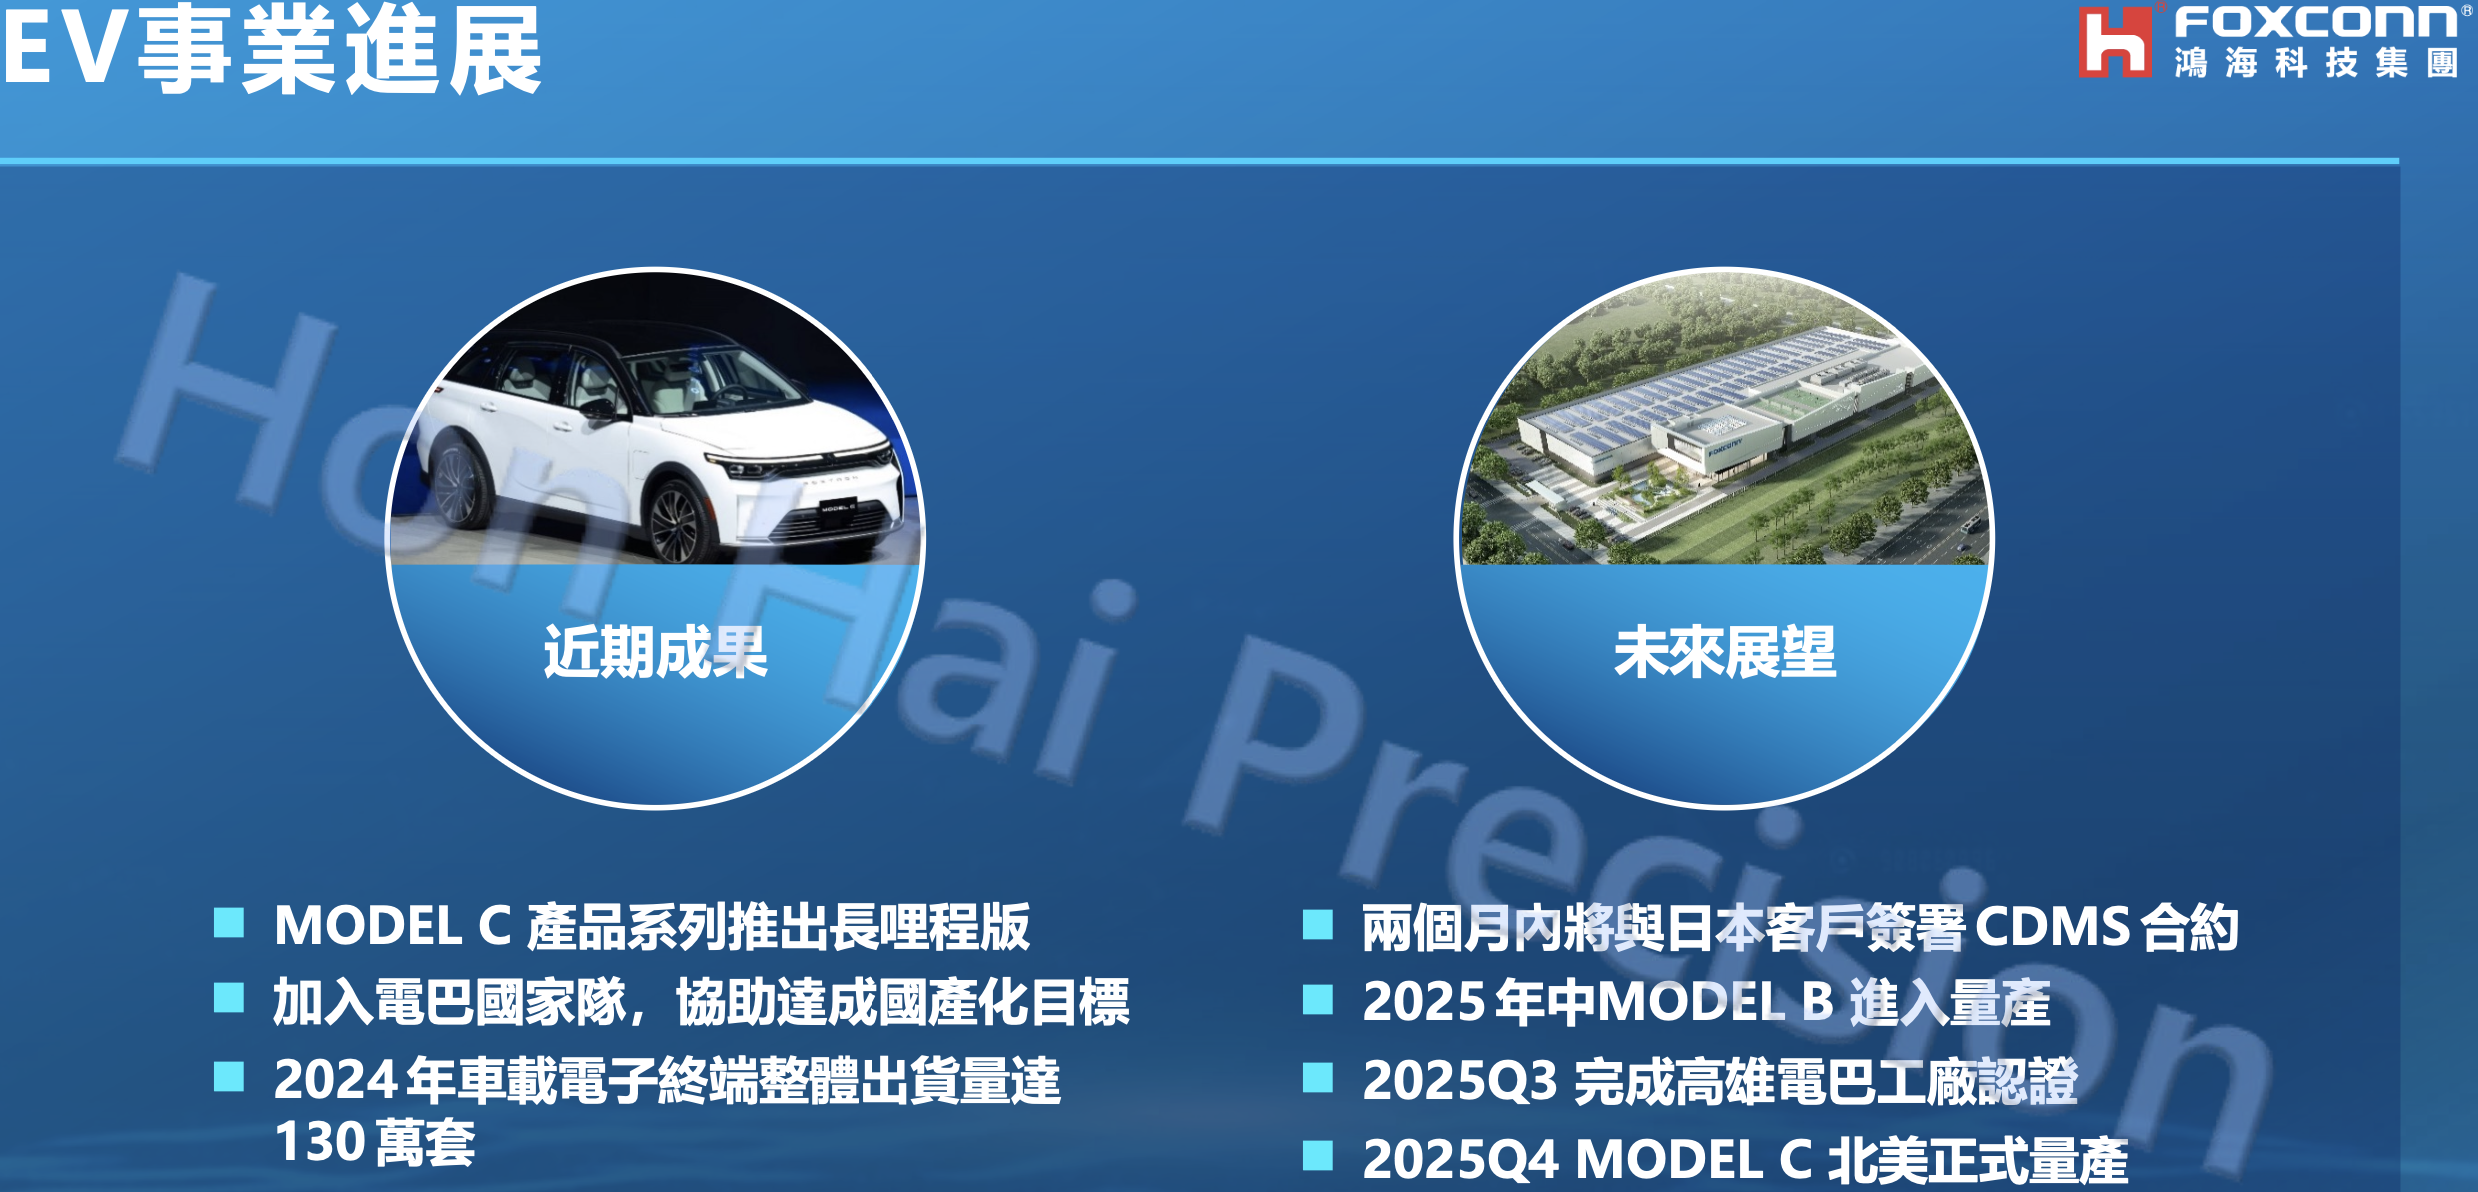 EV事業進展
FOXCONN®
鴻海科技集團
MODEL C
FOXCONN
近期成果
未來展望
Hon Hai Precision
MODEL C 產品系列推出長哩程版
加入電巴國家隊，協助達成國產化目標
2024年車載電子終端整體出貨量達
130萬套
兩個月內將與日本客戶簽署CDMS合約
2025年中MODEL B 進入量產
2025Q3 完成高雄電巴工廠認證
2025Q4 MODEL C 北美正式量產